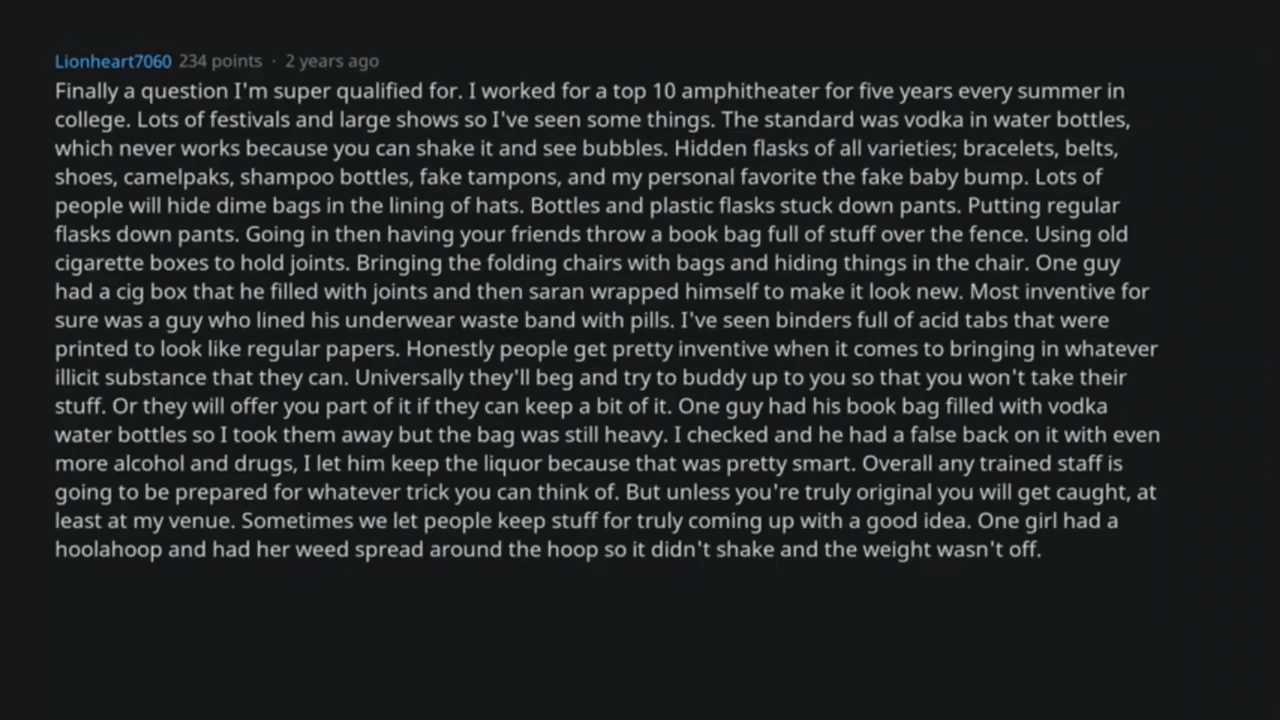 Lionheart7060 234 points · 2 years ago
Finally a question I'm super qualified for. I worked for a top 10 amphitheater for five years every summer in
college. Lots of festivals and large shows so I've seen some things. The standard was vodka in water bottles,
which never works because you can shake it and see bubbles. Hidden flasks of all varieties; bracelets, belts,
shoes, camelpaks, shampoo bottles, fake tampons, and my personal favorite the fake baby bump. Lots of
people will hide dime bags in the lining of hats. Bottles and plastic flasks stuck down pants. Putting regular
flasks down pants. Going in then having your friends throw a book bag full of stuff over the fence. Using old
cigarette boxes to hold joints. Bringing the folding chairs with bags and hiding things in the chair. One guy
had a cig box that he filled with joints and then saran wrapped himself to make it look new. Most inventive for
sure was a guy who lined his underwear waste band with pills. I've seen binders full of acid tabs that were
printed to look like regular papers. Honestly people get pretty inventive when it comes to bringing in whatever
illicit substance that they can. Universally they'll beg and try to buddy up to you so that you won't take their
stuff. Or they will offer you part of it if they can keep a bit of it. One guy had his book bag filled with vodka
water bottles so I took them away but the bag was still heavy. I checked and he had a false back on it with even
more alcohol and drugs, I let him keep the liquor because that was pretty smart. Overall any trained staff is
going to be prepared for whatever trick you can think of. But unless you're truly original you will get caught, at
least at my venue. Sometimes we let people keep stuff for truly coming up with a good idea. One girl had a
hoolahoop and had her weed spread around the hoop so it didn't shake and the weight wasn't off.